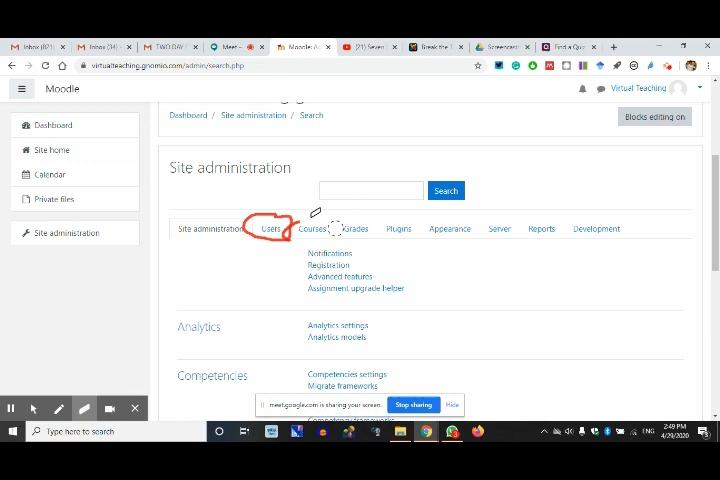 Inbox (821)
Inbox (34) -
TWO DAY
Meet –
Moodle: A
(21) Seven
Break the T
Screencast
Find a Quiz
virtualteaching.gnomio.com/admin/search.php
Moodle
Virtual Teaching
Dashboard
Site home
Calendar
Private files
Site administration
Dashboard / Site administration / Search
Blocks editing on
Site administration
Search
Site administration Users Courses Grades Plugins Appearance Server Reports Development
Notifications
Registration
Advanced features
Assignment upgrade helper
Analytics
Analytics settings
Analytics models
Competencies
Competencies settings
Migrate frameworks
meet.google.com is sharing your screen.
Stop sharing
Hide
Type here to search
ENG
2:49 PM
4/29/2020